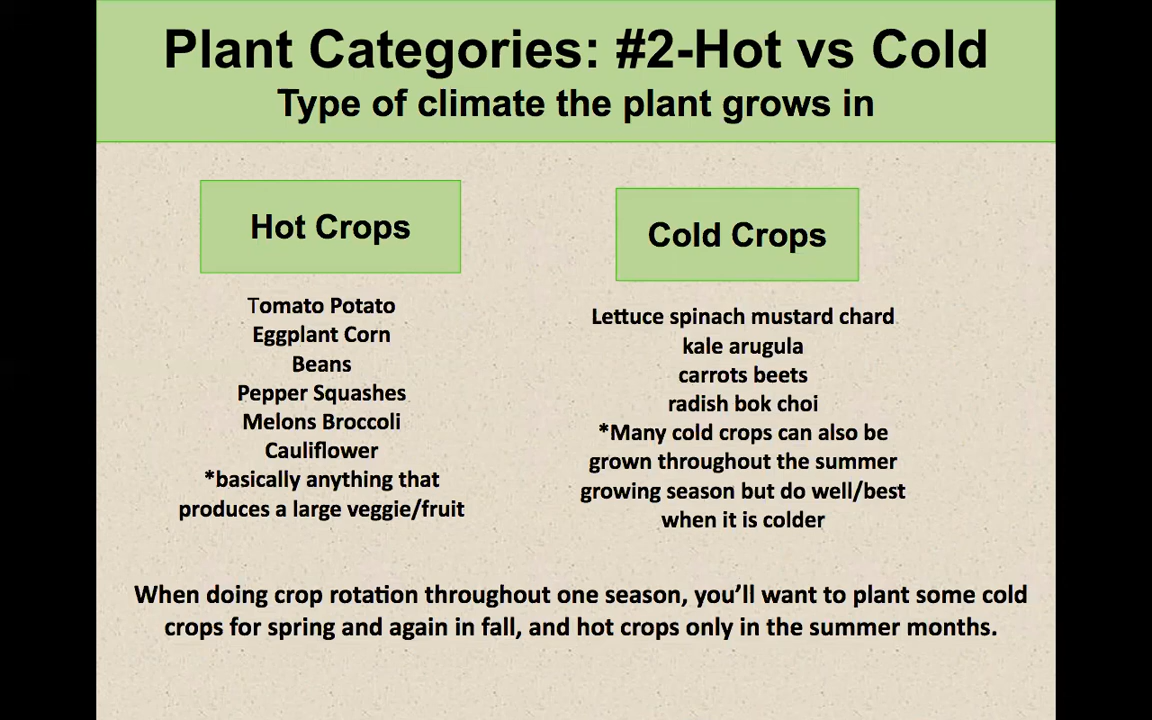 Plant Categories: #2-Hot vs Cold
Type of climate the plant grows in
Hot Crops
Tomato Potato
Eggplant Corn
Beans
Pepper Squashes
Melons Broccoli
Cauliflower
*basically anything that
produces a large veggie/fruit
Cold Crops
Lettuce spinach mustard chard
kale arugula
carrots beets
radish bok choi
*Many cold crops can also be
grown throughout the summer
growing season but do well/best
when it is colder
When doing crop rotation throughout one season, you’ll want to plant some cold
crops for spring and again in fall, and hot crops only in the summer months.